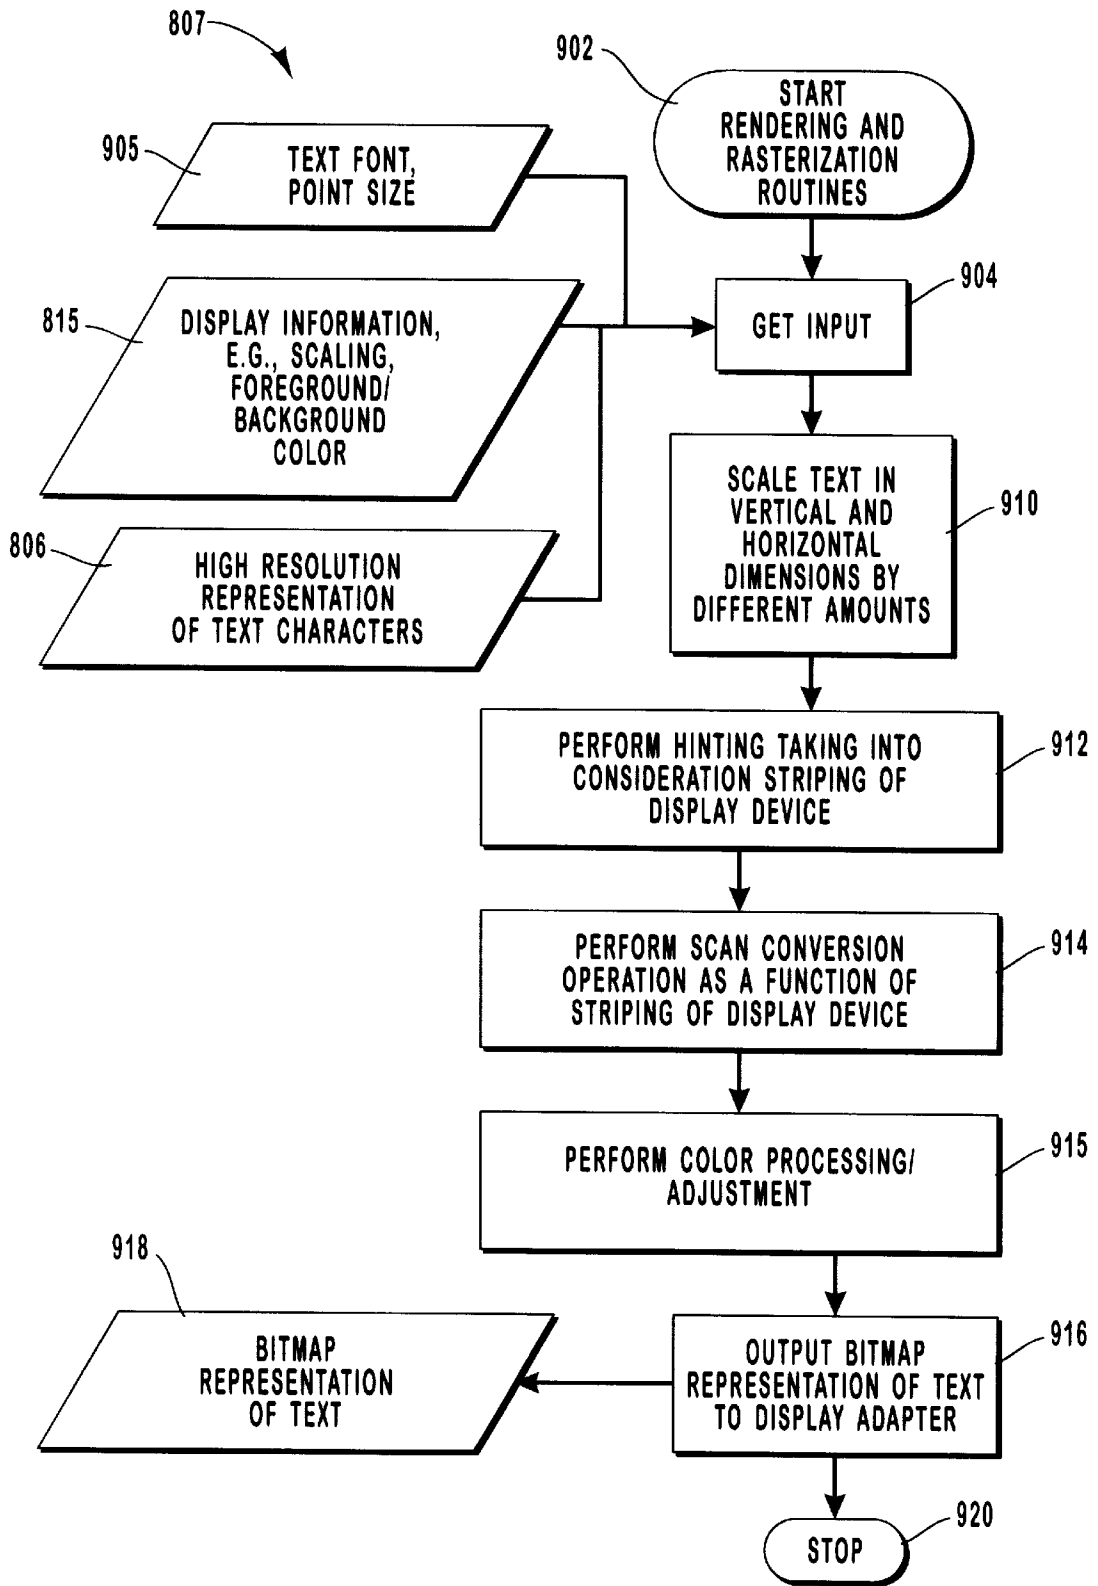 807
902
START
RENDERING AND
RASTERIZATION
ROUTINES
905
TEXT FONT,
POINT SIZE
904
GET INPUT
815
DISPLAY INFORMATION,
E.G., SCALING,
FOREGROUND/
BACKGROUND
COLOR
910
SCALE TEXT IN
VERTICAL AND
HORIZONTAL
DIMENSIONS BY
DIFFERENT AMOUNTS
806
HIGH RESOLUTION
REPRESENTATION
OF TEXT CHARACTERS
912
PERFORM HINTING TAKING INTO
CONSIDERATION STRIPING OF
DISPLAY DEVICE
914
PERFORM SCAN CONVERSION
OPERATION AS A FUNCTION OF
STRIPING OF DISPLAY DEVICE
915
PERFORM COLOR PROCESSING/
ADJUSTMENT
918
BITMAP
REPRESENTATION
OF TEXT
916
OUTPUT BITMAP
REPRESENTATION OF TEXT
TO DISPLAY ADAPTER
920
STOP